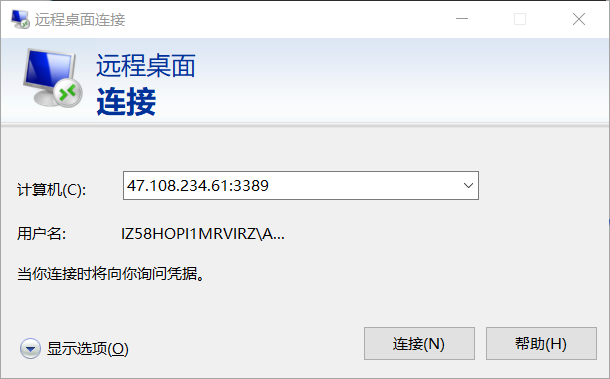 远程桌面连接
远程桌面
连接
计算机(C): 47.108.234.61:3389
用户名: IZ58HOPI1MRVIRZ\A...
当你连接时将向你询问凭据。
显示选项(O) 连接(N) 帮助(H)